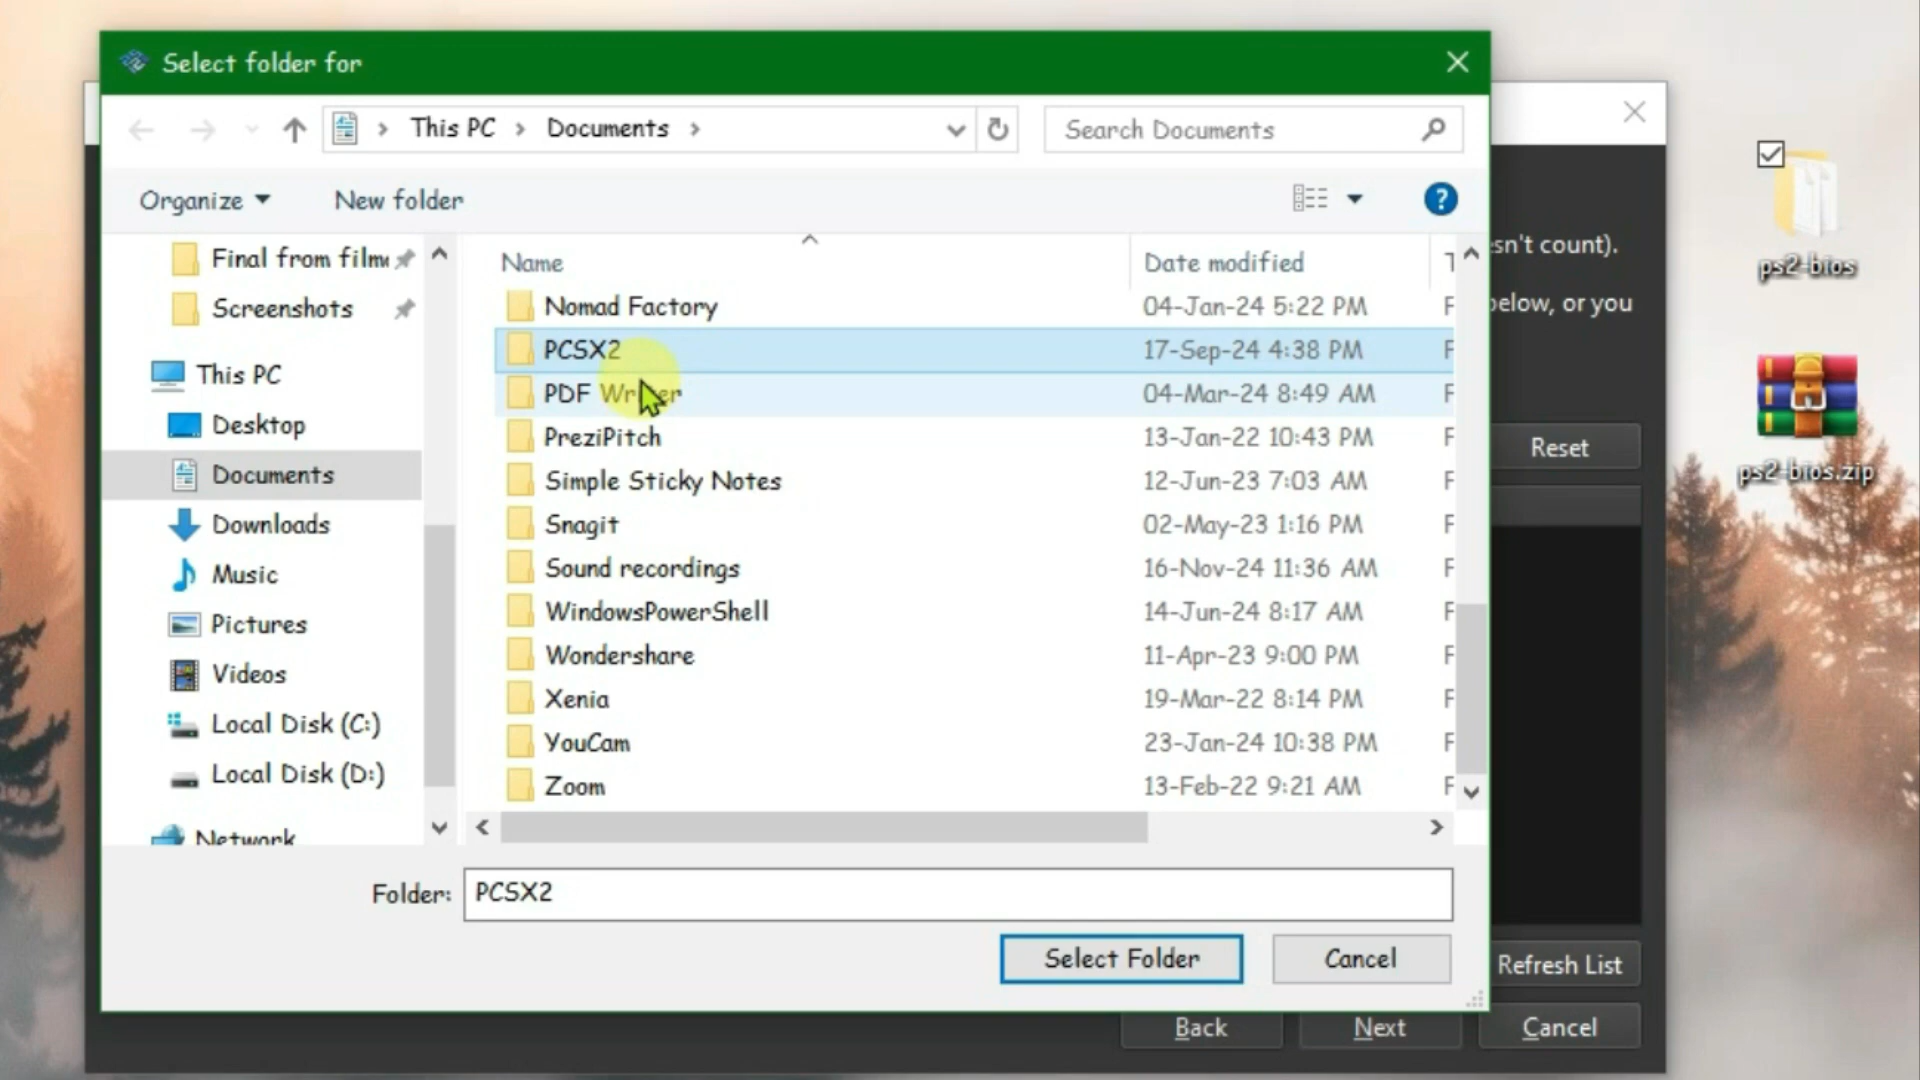 Select folder for
This PC > Documents >
Search Documents
Organize
New folder
?
Final from filmo
Screenshots
This PC
Desktop
Documents
Downloads
Music
Pictures
Videos
Local Disk (C:)
Local Disk (D:)
Network
Name Date modified
Nomad Factory 04-Jan-24 5:22 PM
PCSX2 17-Sep-24 4:38 PM
PDF Writer 04-Mar-24 8:49 AM
PreziPitch 13-Jan-22 10:43 PM
Simple Sticky Notes 12-Jun-23 7:03 AM
Snagit 02-May-23 1:16 PM
Sound recordings 16-Nov-24 11:36 AM
WindowsPowerShell 14-Jun-24 8:17 AM
Wondershare 11-Apr-23 9:00 PM
Xenia 19-Mar-22 8:14 PM
YouCam 23-Jan-24 10:38 PM
Zoom 13-Feb-22 9:21 AM
Folder: PCSX2
Select Folder
Cancel
sn't count).
below, or you
Reset
Refresh List
Back
Next
Cancel
ps2-bios
ps2-bios.zip